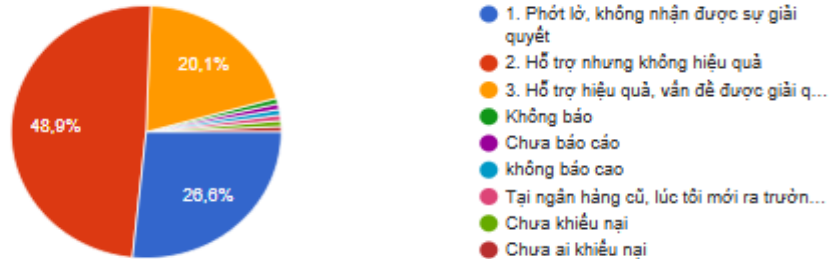 20,1%
48,9%
26,6%
1. Phót lờ, không nhận được sự giải
quyết
2. Hỗ trợ nhưng không hiệu quả
3. Hỗ trợ hiệu quả, vấn đề được giải q...
Không báo
Chưa báo cáo
không báo cao
Tại ngân hàng cũ, lúc tôi mới ra trườn...
Chưa khiếu nại
Chưa ai khiếu nại